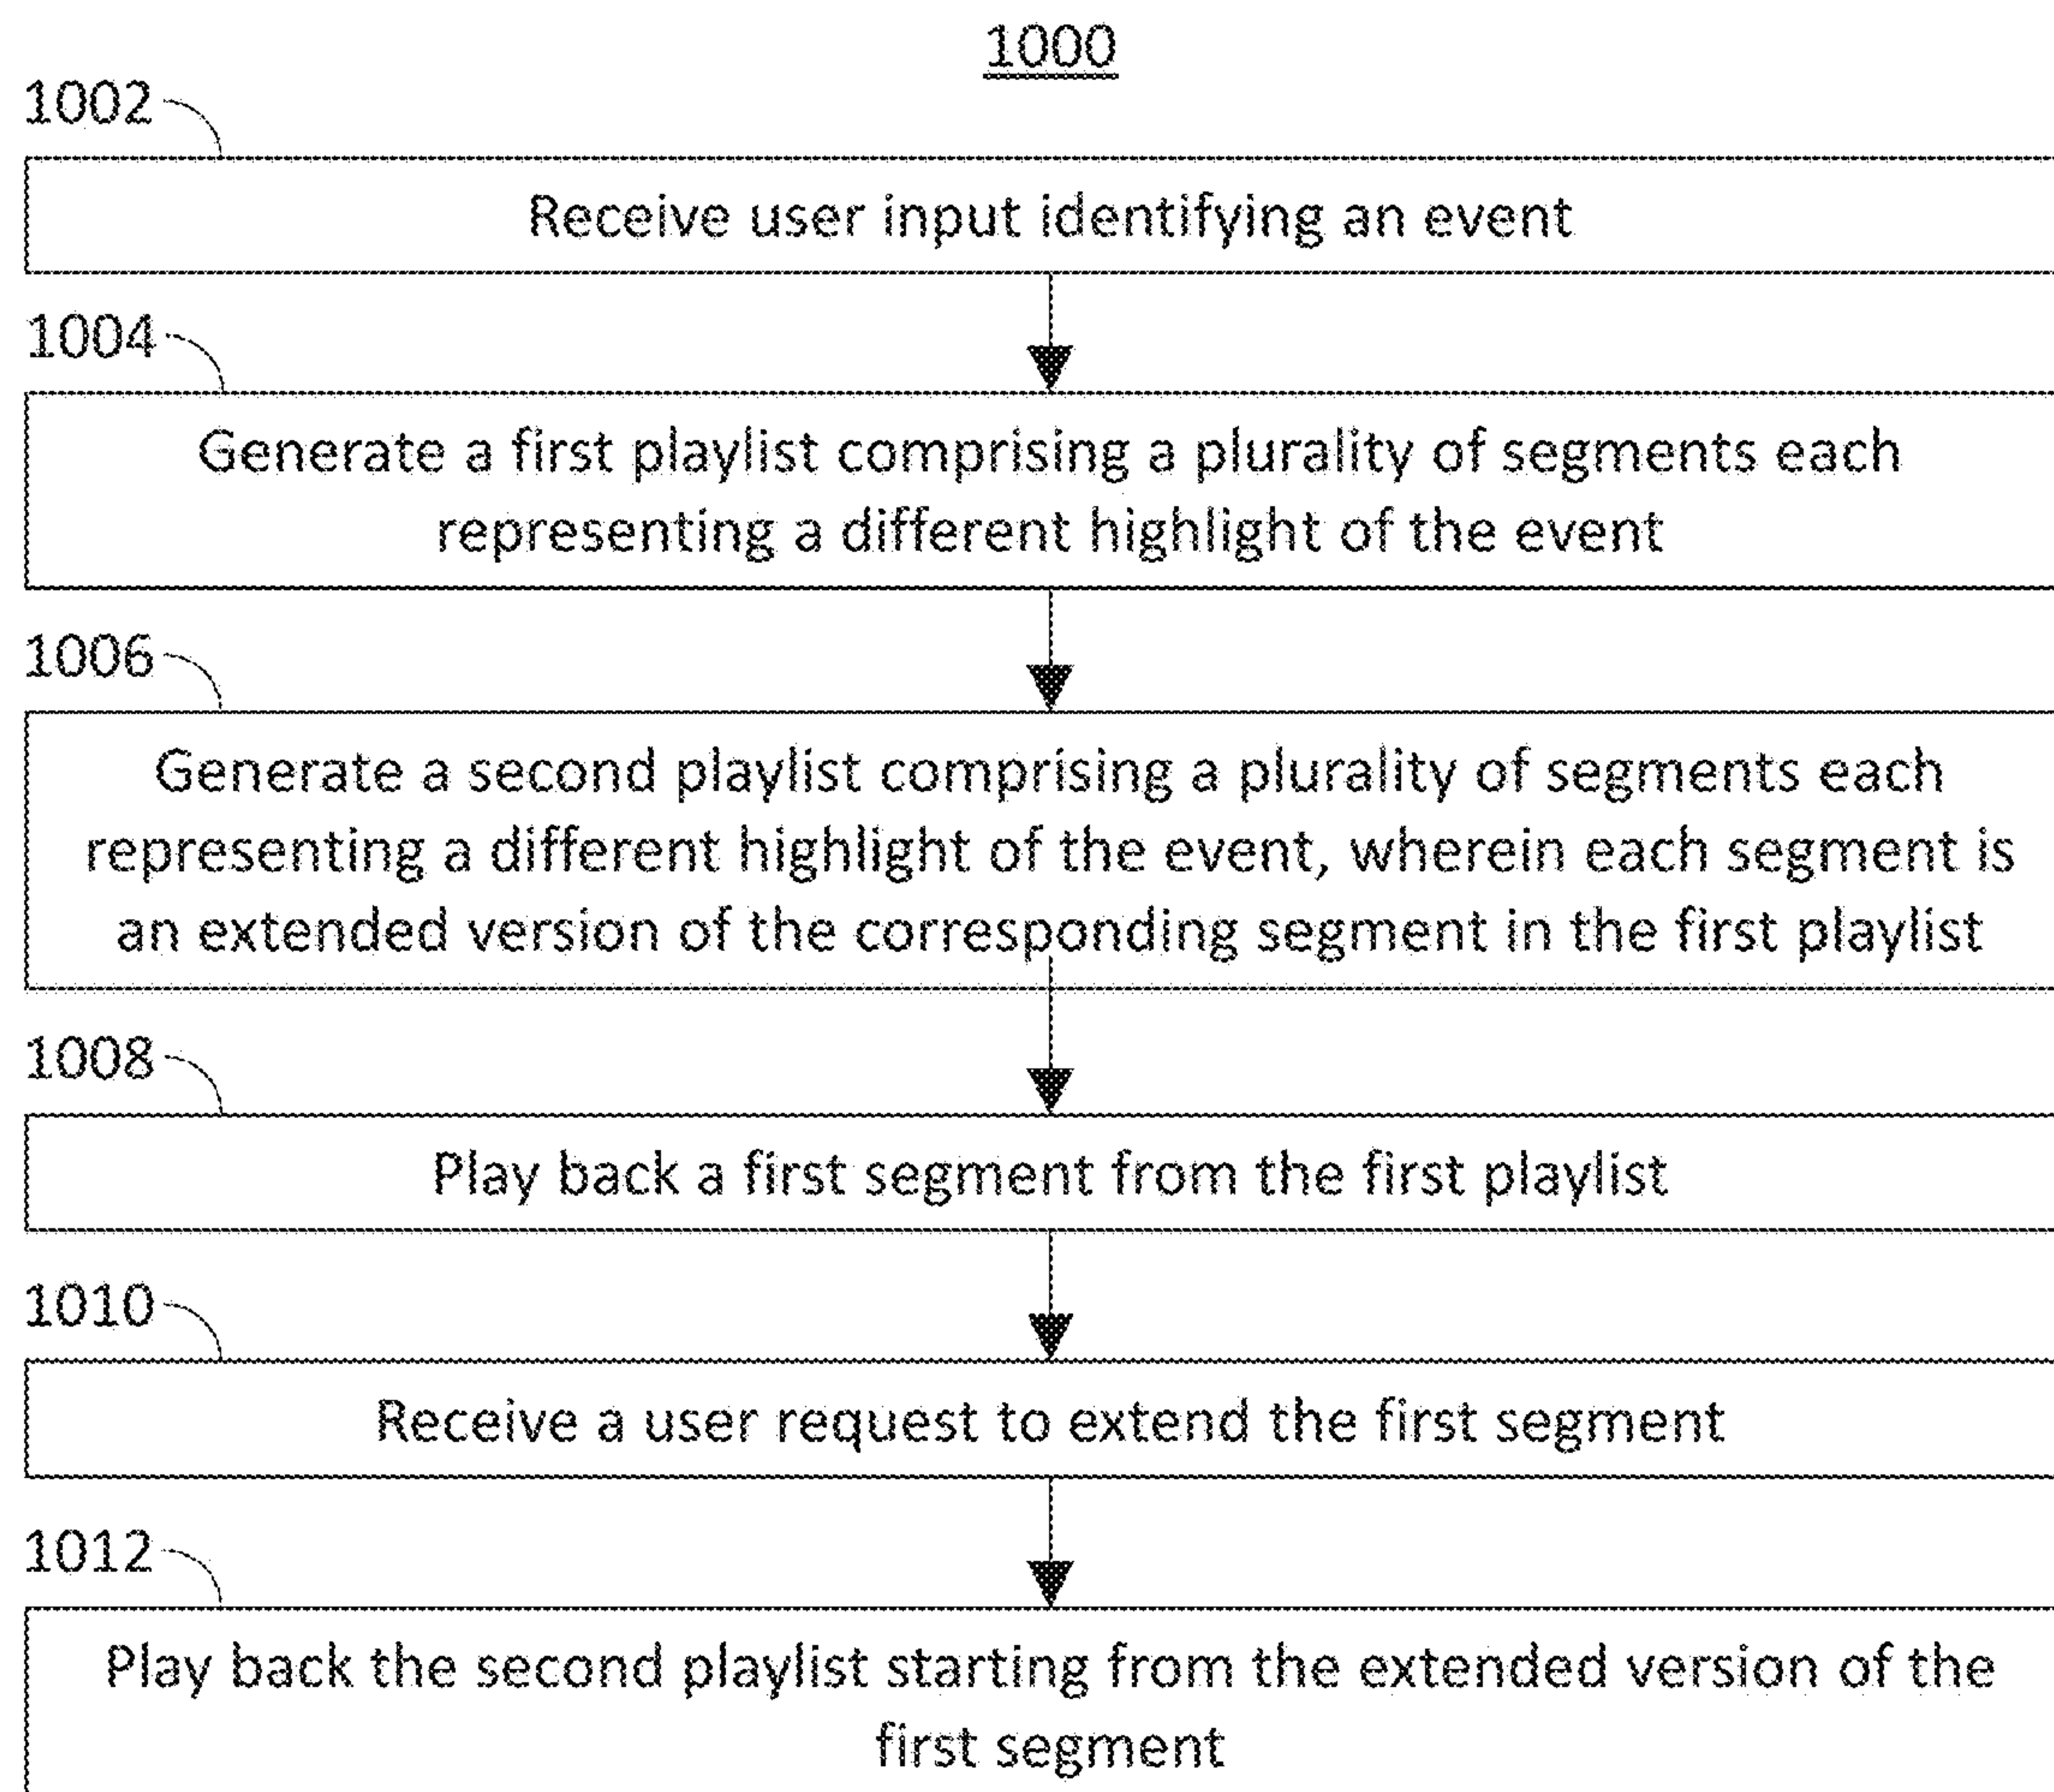 1000
1002
Receive user input identifying an event
1004
Generate a first playlist comprising a plurality of segments each
representing a different highlight of the event
1006
Generate a second playlist comprising a plurality of segments each
representing a different highlight of the event, wherein each segment is
an extended version of the corresponding segment in the first playlist
1008
Play back a first segment from the first playlist
1010
Receive a user request to extend the first segment
1012
Play back the second playlist starting from the extended version of the
first segment